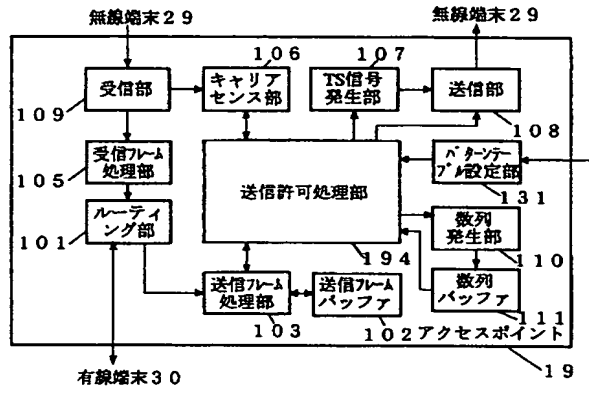 無線端末29
無線端末29
106
107
受信部
キャリア
センス部
TS信号
発生部
送信部
109
108
受信フレーム
処理部
送信許可処理部
パターンテー
ブル設定部
105
131
ルーティ
ング部
数列
発生部
101
194
110
送信フレーム
処理部
送信フレーム
バッファ
数列
バッファ
111
103
102
アクセスポイント
19
有線端末30